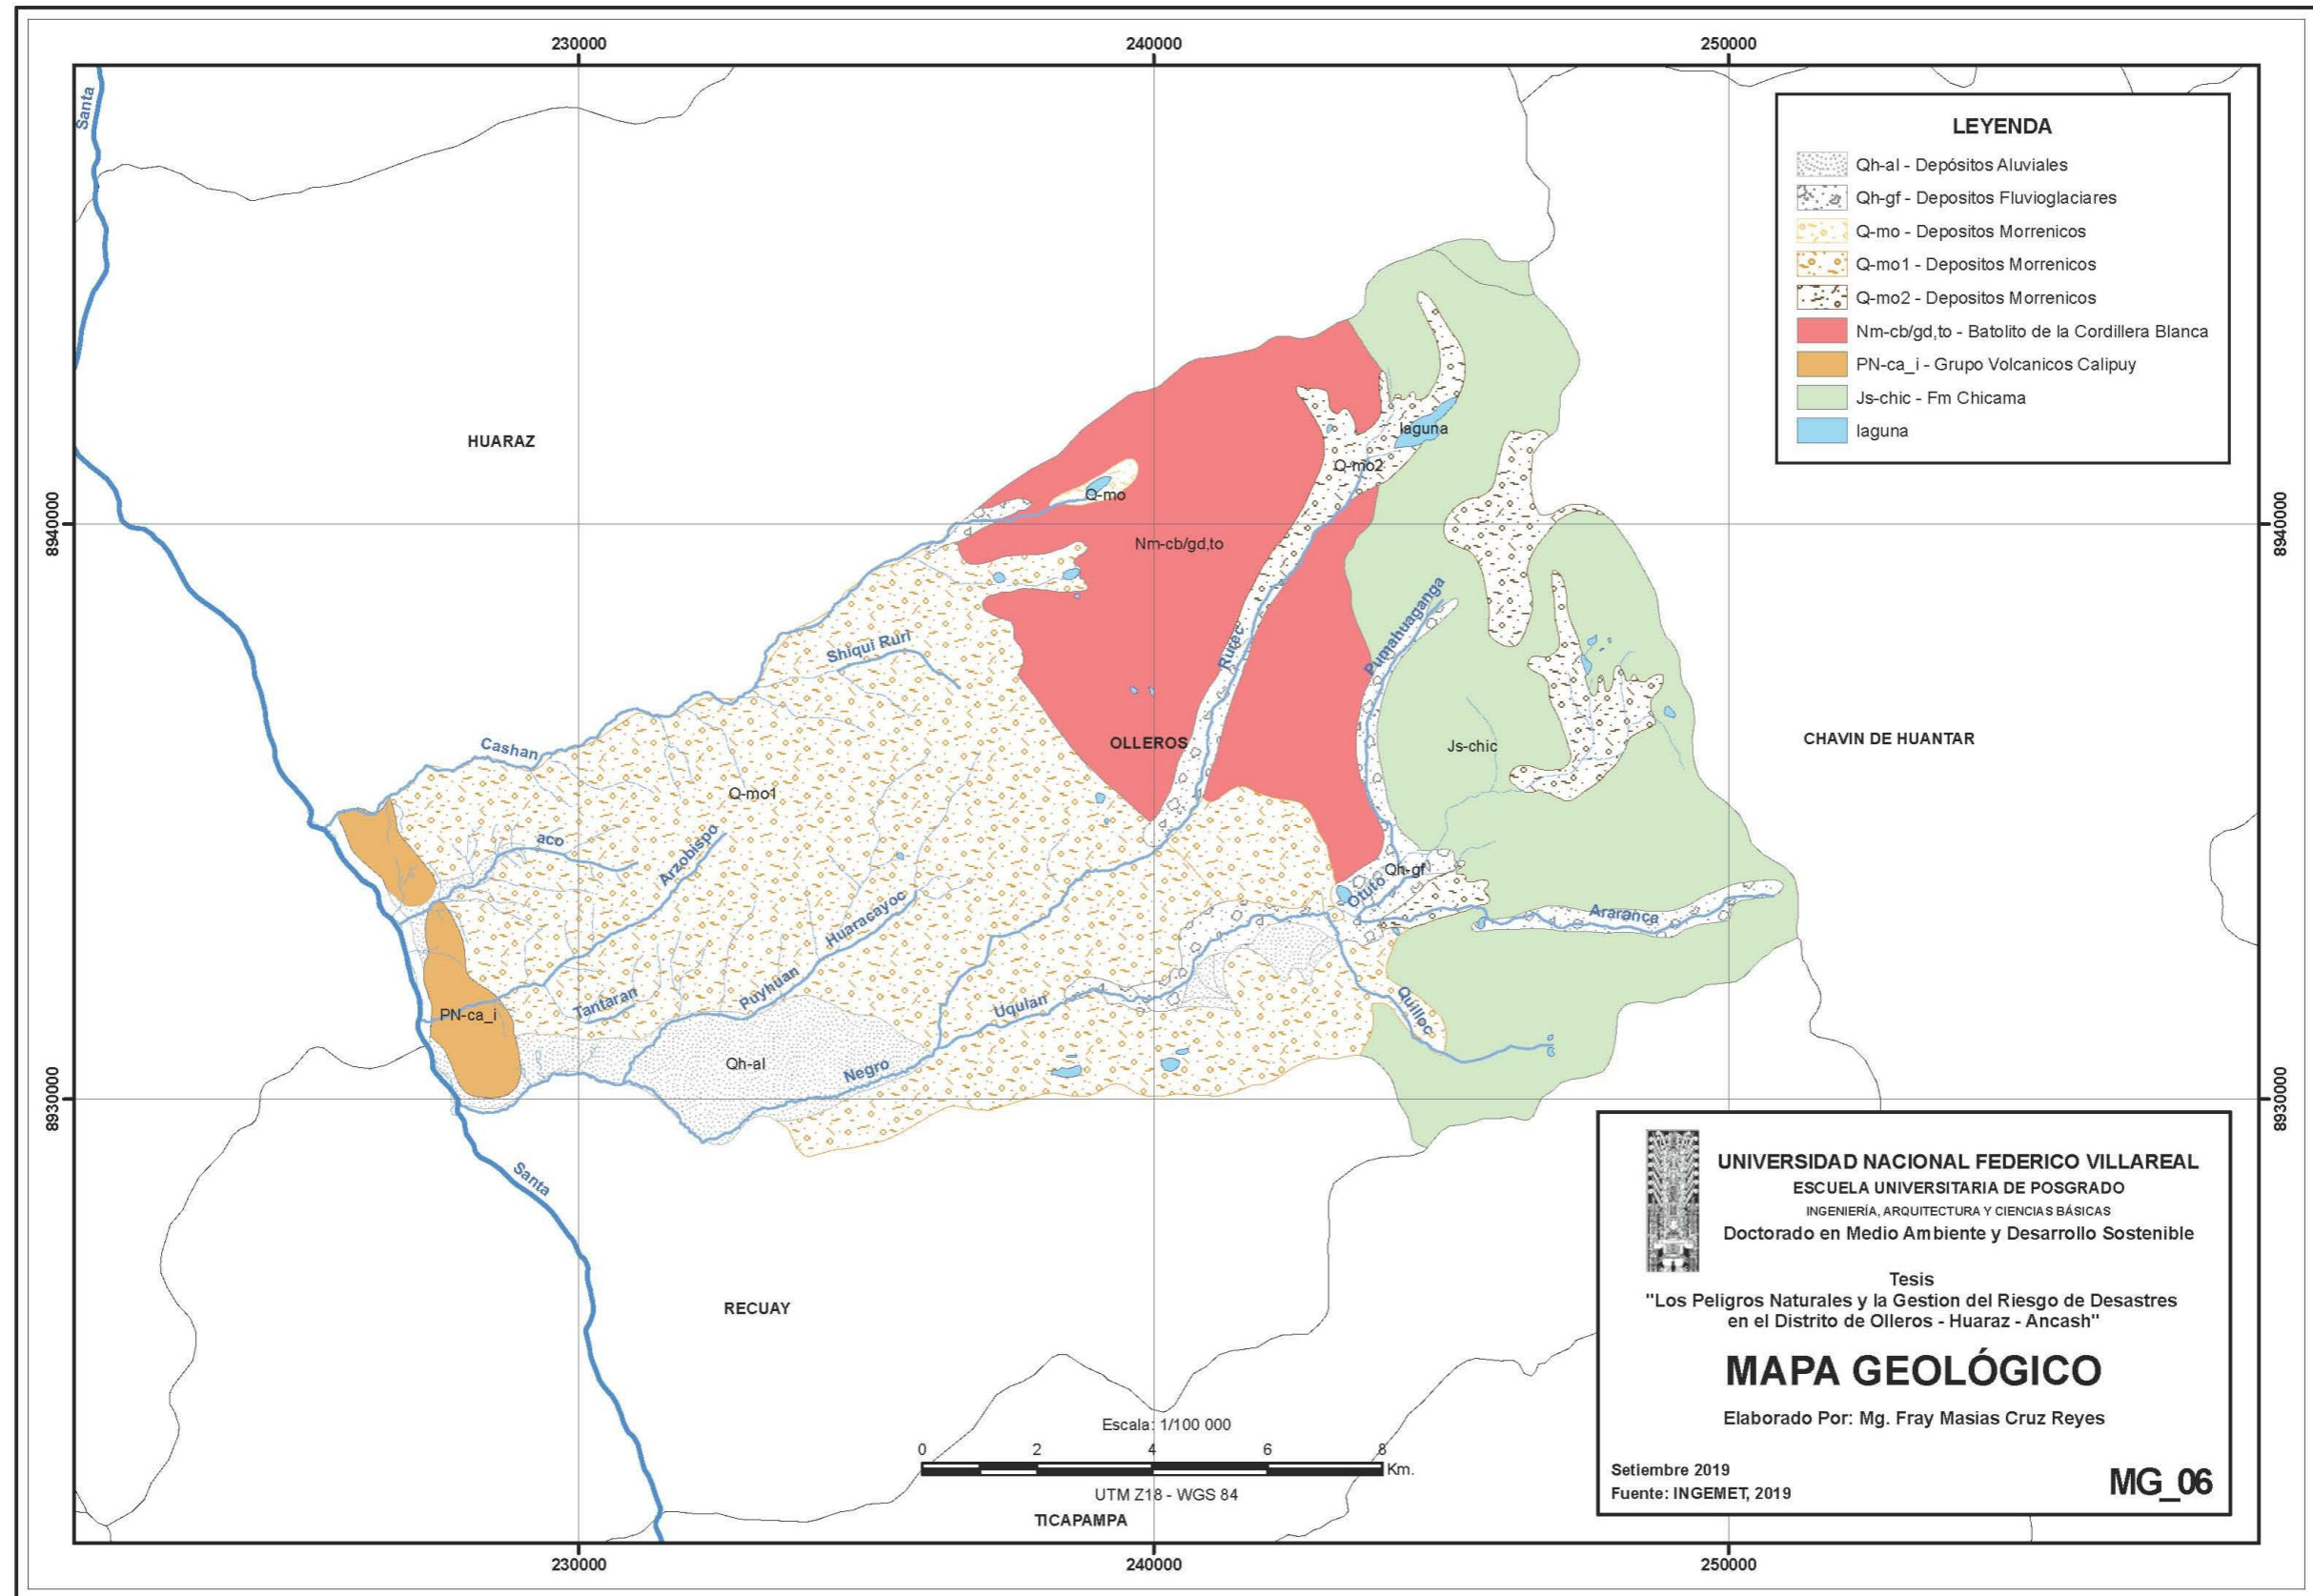 230000
240000
250000
Santa
LEYENDA
Qh-al - Depósitos Aluviales
Qh-gf - Depositos Fluvioglaciares
Q-mo - Depositos Morrenicos
Q-mo1 - Depositos Morrenicos
Q-mo2 - Depositos Morrenicos
Nm-cb/gd,to - Batolito de la Cordillera Blanca
PN-ca_i - Grupo Volcanicos Calipuy
Js-chic - Fm Chicama
laguna
HUARAZ
laguna
Q-mo2
Q-mo
8940000
8940000
Nm-cb/gd,to
Pumahuaganga
Shiqui Ruri
Rurec
OLLEROS
Js-chic
CHAVIN DE HUANTAR
Cashan
Q-mo1
aco
Arzobispo
Qh-gf
Otuto
Huaracayoc
Araranca
Puyhuan
Tantaran
Uqulan
Quilloc
PN-ca_i
Qh-al
Negro
8930000
8930000
Santa
RECUAY
UNIVERSIDAD NACIONAL FEDERICO VILLAREAL
ESCUELA UNIVERSITARIA DE POSGRADO
INGENIERÍA, ARQUITECTURA Y CIENCIAS BÁSICAS
Doctorado en Medio Ambiente y Desarrollo Sostenible
Tesis
"Los Peligros Naturales y la Gestion del Riesgo de Desastres
en el Distrito de Olleros - Huaraz - Ancash"
MAPA GEOLÓGICO
Elaborado Por: Mg. Fray Masias Cruz Reyes
Setiembre 2019
Fuente: INGEMET, 2019
MG_06
Escala: 1/100 000
0 2 4 6 8
Km.
UTM Z18 - WGS 84
TICAPAMPA
230000
240000
250000